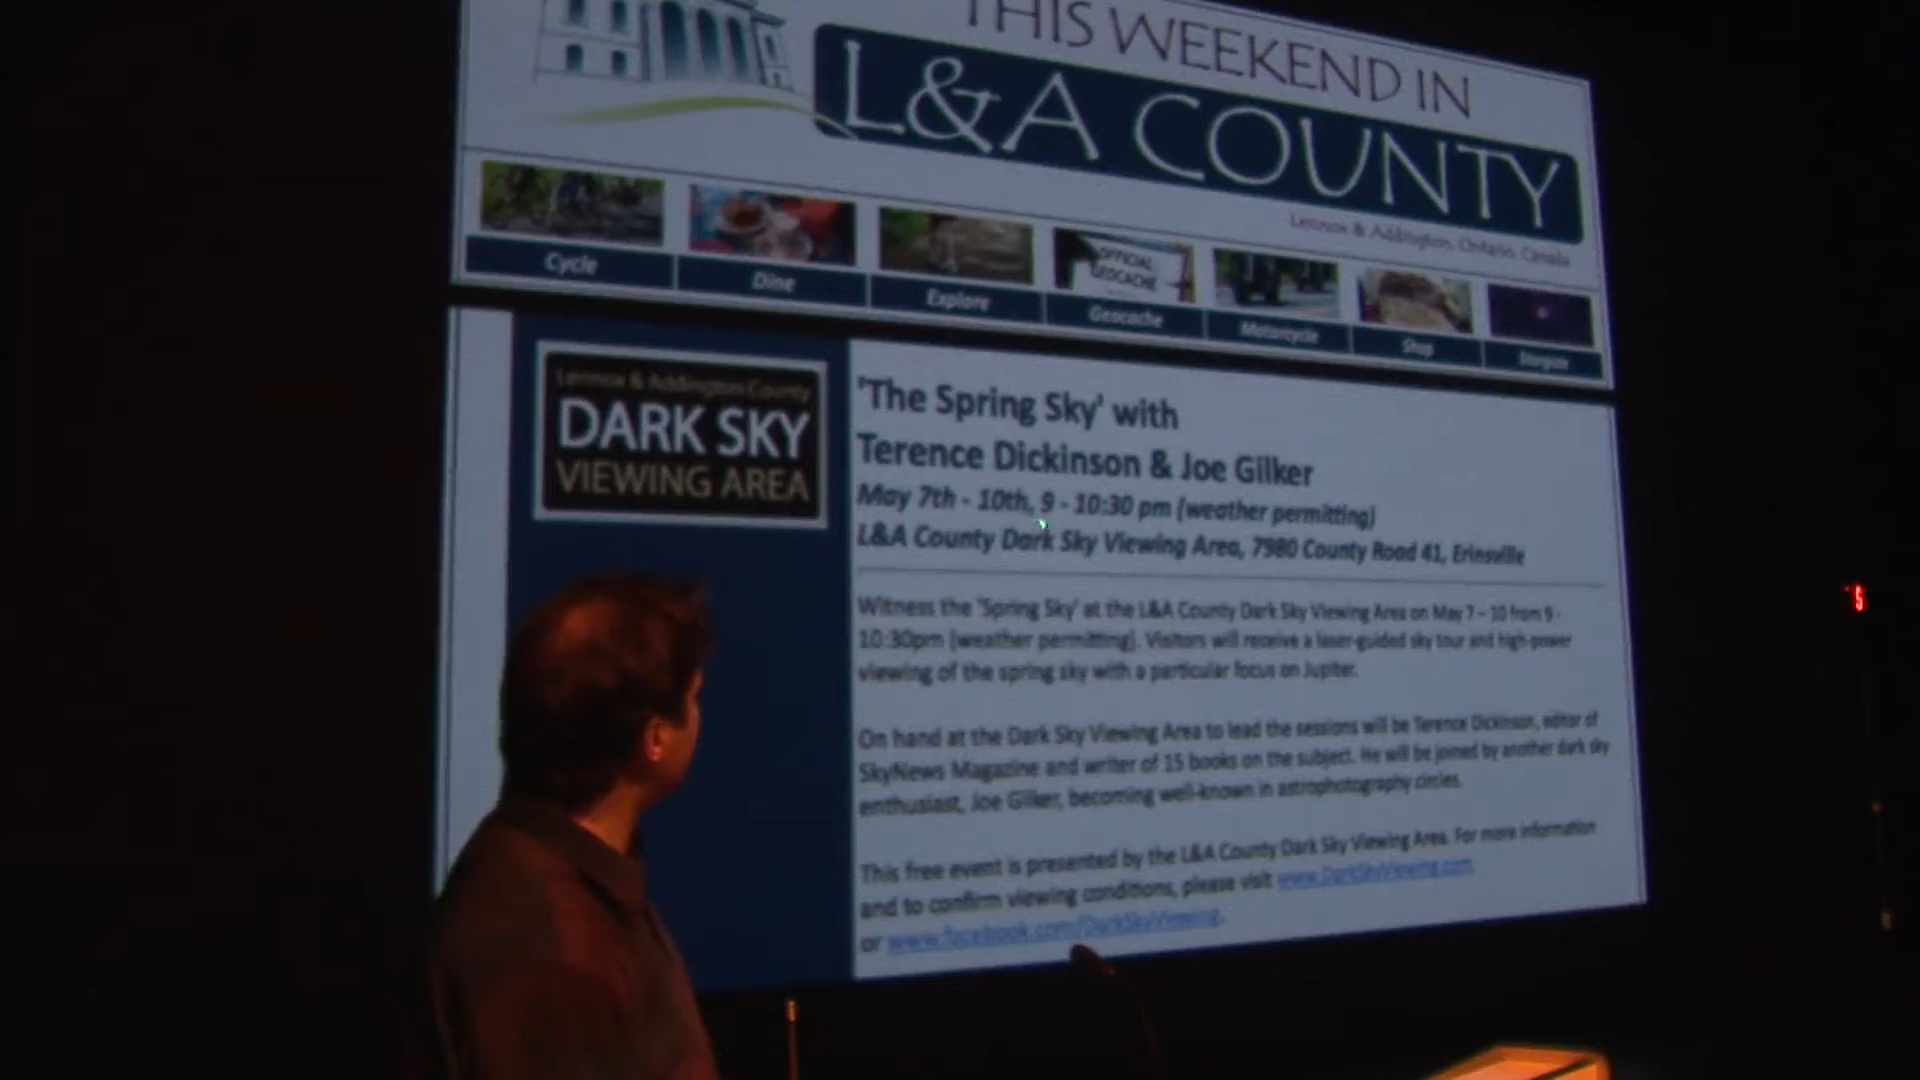 THIS WEEKEND IN
L&A COUNTY
Lennox & Addington, Ontario, Canada
Cycle
Dine
Explore
OFFICIAL
GEOCACHE
Geocache
Motorcycle
Shop
Stargaze
Lennox & Addington County
DARK SKY
VIEWING AREA
'The Spring Sky' with
Terence Dickinson & Joe Gilker
May 7th - 10th, 9 - 10:30 pm (weather permitting)
L&A County Dark Sky Viewing Area, 7980 County Road 41, Erinsville
Witness the 'Spring Sky' at the L&A County Dark Sky Viewing Area on May 7 – 10 from 9 -
10:30pm (weather permitting). Visitors will receive a laser-guided sky tour and high-power
viewing of the spring sky with a particular focus on Jupiter.
On hand at the Dark Sky Viewing Area to lead the sessions will be Terence Dickinson, editor of
SkyNews Magazine and writer of 15 books on the subject. He will be joined by another dark sky
enthusiast, Joe Gilker, becoming well-known in astrophotography circles.
This free event is presented by the L&A County Dark Sky Viewing Area. For more information
and to confirm viewing conditions, please visit www.DarkSkyViewing.com
or www.facebook.com/DarkSkyViewing.
5